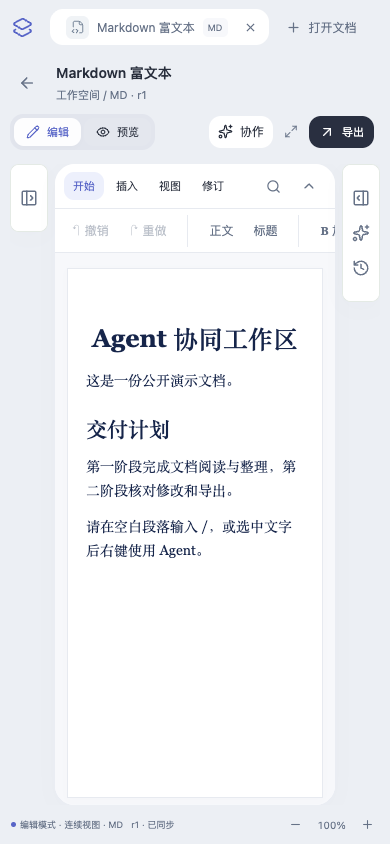 Markdown 富文本 MD × + 打开文档
Markdown 富文本
工作空间 / MD · r1
编辑 预览 协作 导出
开始 插入 视图 修订
撤销 重做 正文 标题 B
Agent 协同工作区
这是一份公开演示文档。
交付计划
第一阶段完成文档阅读与整理，第
二阶段核对修改和导出。
请在空白段落输入 /，或选中文字
后右键使用 Agent。
编辑模式 · 连续视图 · MD r1 · 已同步 − 100% +